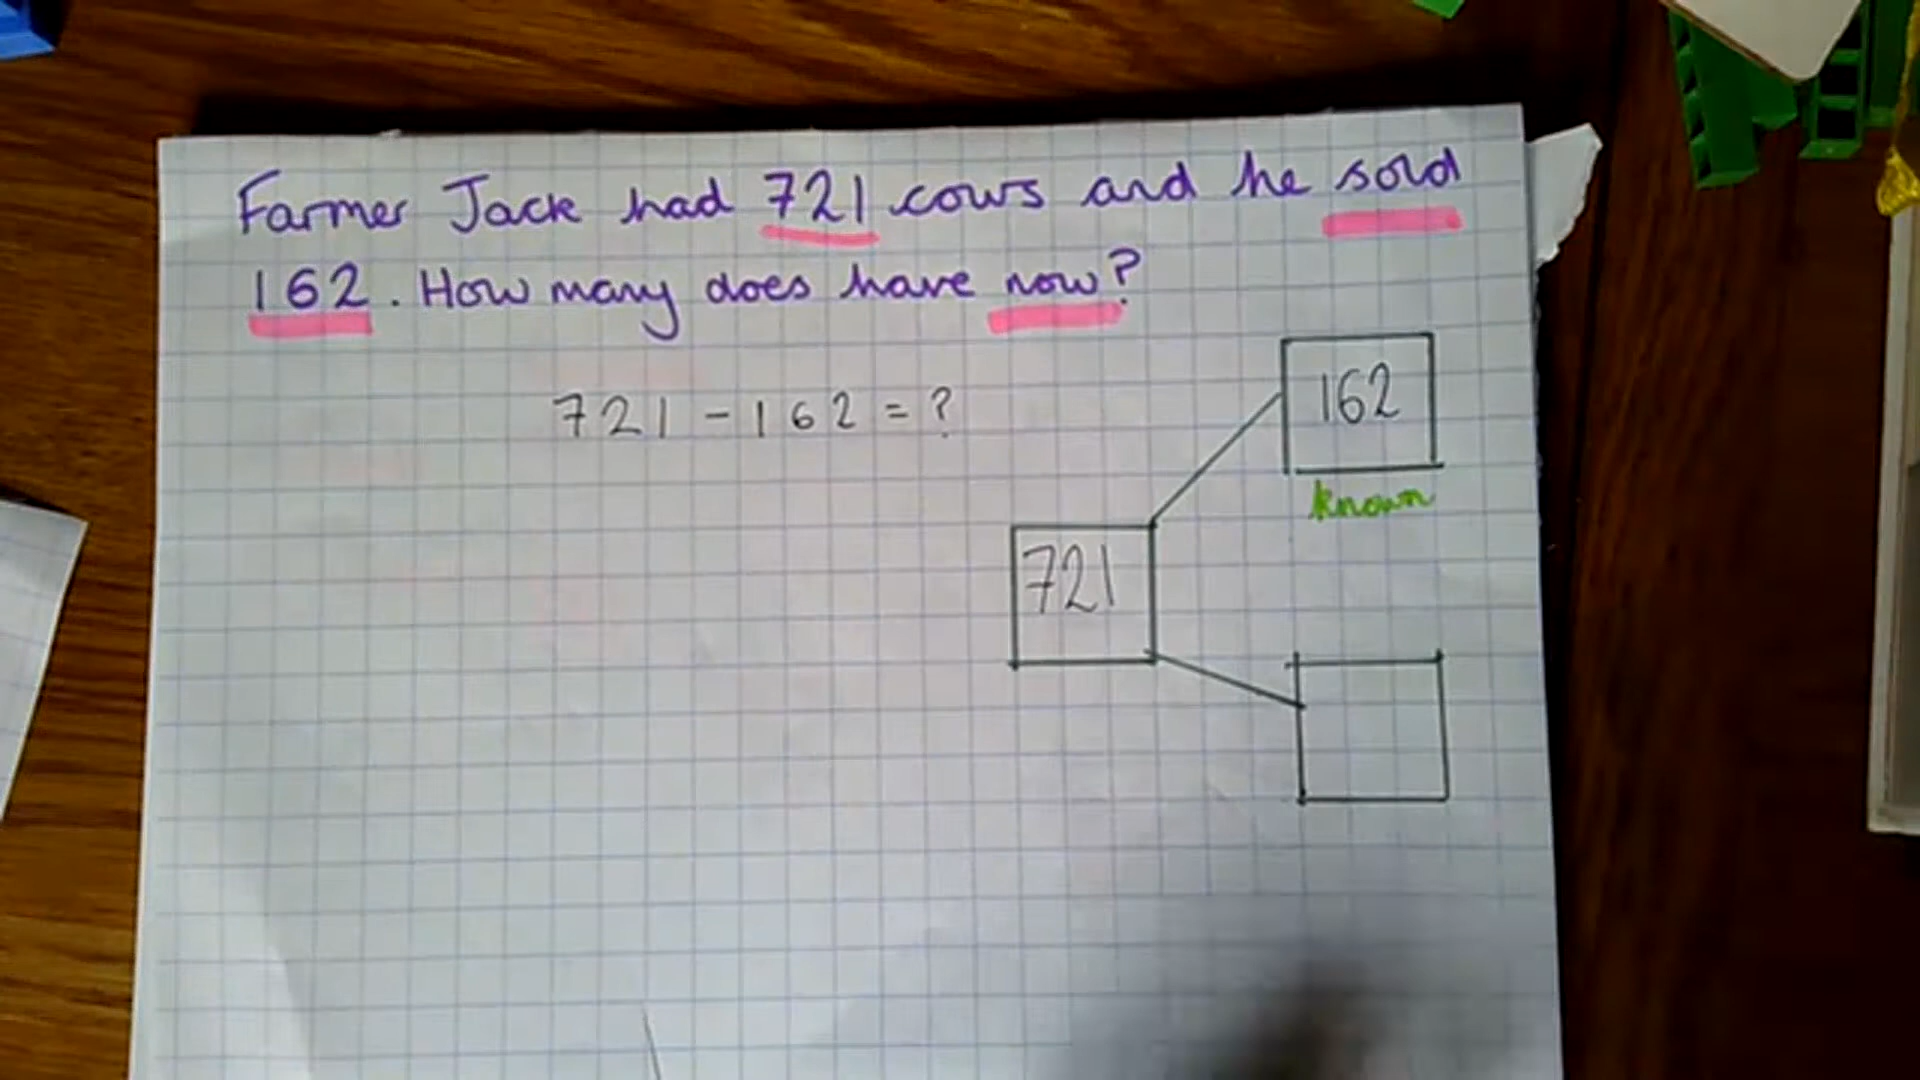 Farmer Jack had 721 cows and he sold
162. How many does have now?
721 - 162 = ?
162
known
721